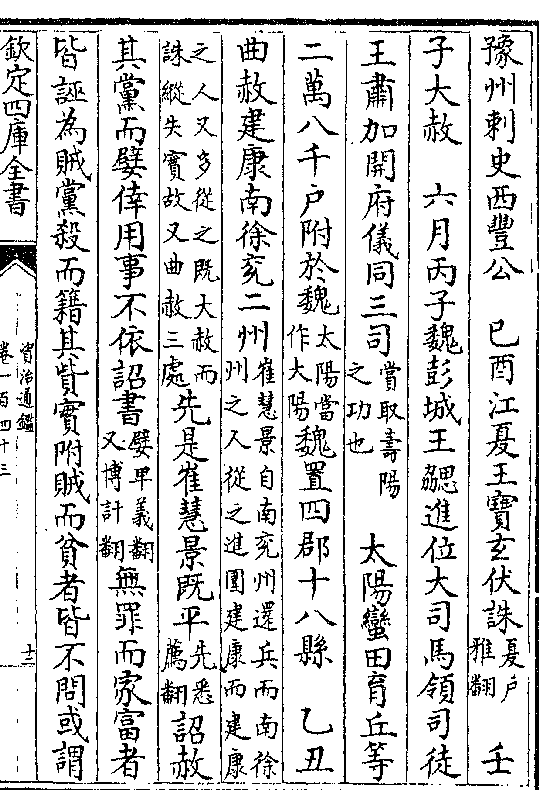 豫州刺史西豐公　已酉江夏王寶玄伏誅夏户雅翻　壬
子大赦　六月丙子魏彭城王勰進位大司馬領司徒
王肅加開府儀同三司賞取壽陽之功也　太陽蠻田育丘等
二萬八千户附於魏太陽當作大陽魏置四郡十八縣　乙丑
曲赦建康南徐兖二州崔慧景自南兖州還兵而南徐州之人從之進圍建康而建康
之人又多從之既大赦而誅縱失實故又曲赦三處先是崔慧景既平先悉薦翻詔赦
其黨而嬖倖用事不依詔書嬖卑義翻又博計翻無罪而家富者
皆誣為賊黨殺而籍其貲實附賊而貧者皆不問或謂
欽定四庫全書
資治通鑑
卷一百四十三
十二